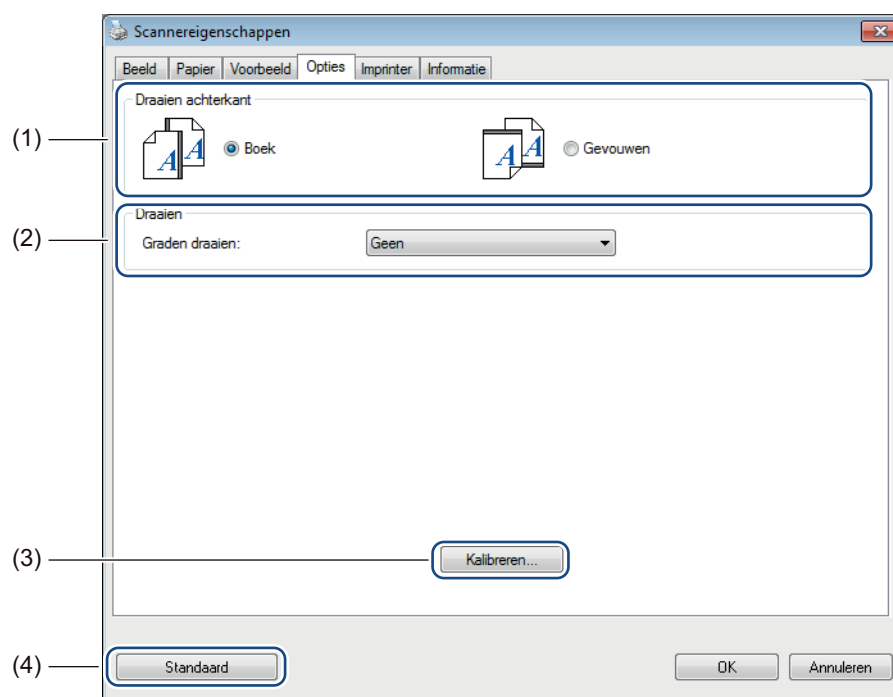 Scannereigenschappen
Beeld Papier Voorbeeld Opties Imprinter Informatie
(1)
Draaien achterkant
A A Boek A A Gevouwen
(2)
Draaien
Graden draaien: Geen
(3)
Kalibreren...
(4)
Standaard OK Annuleren